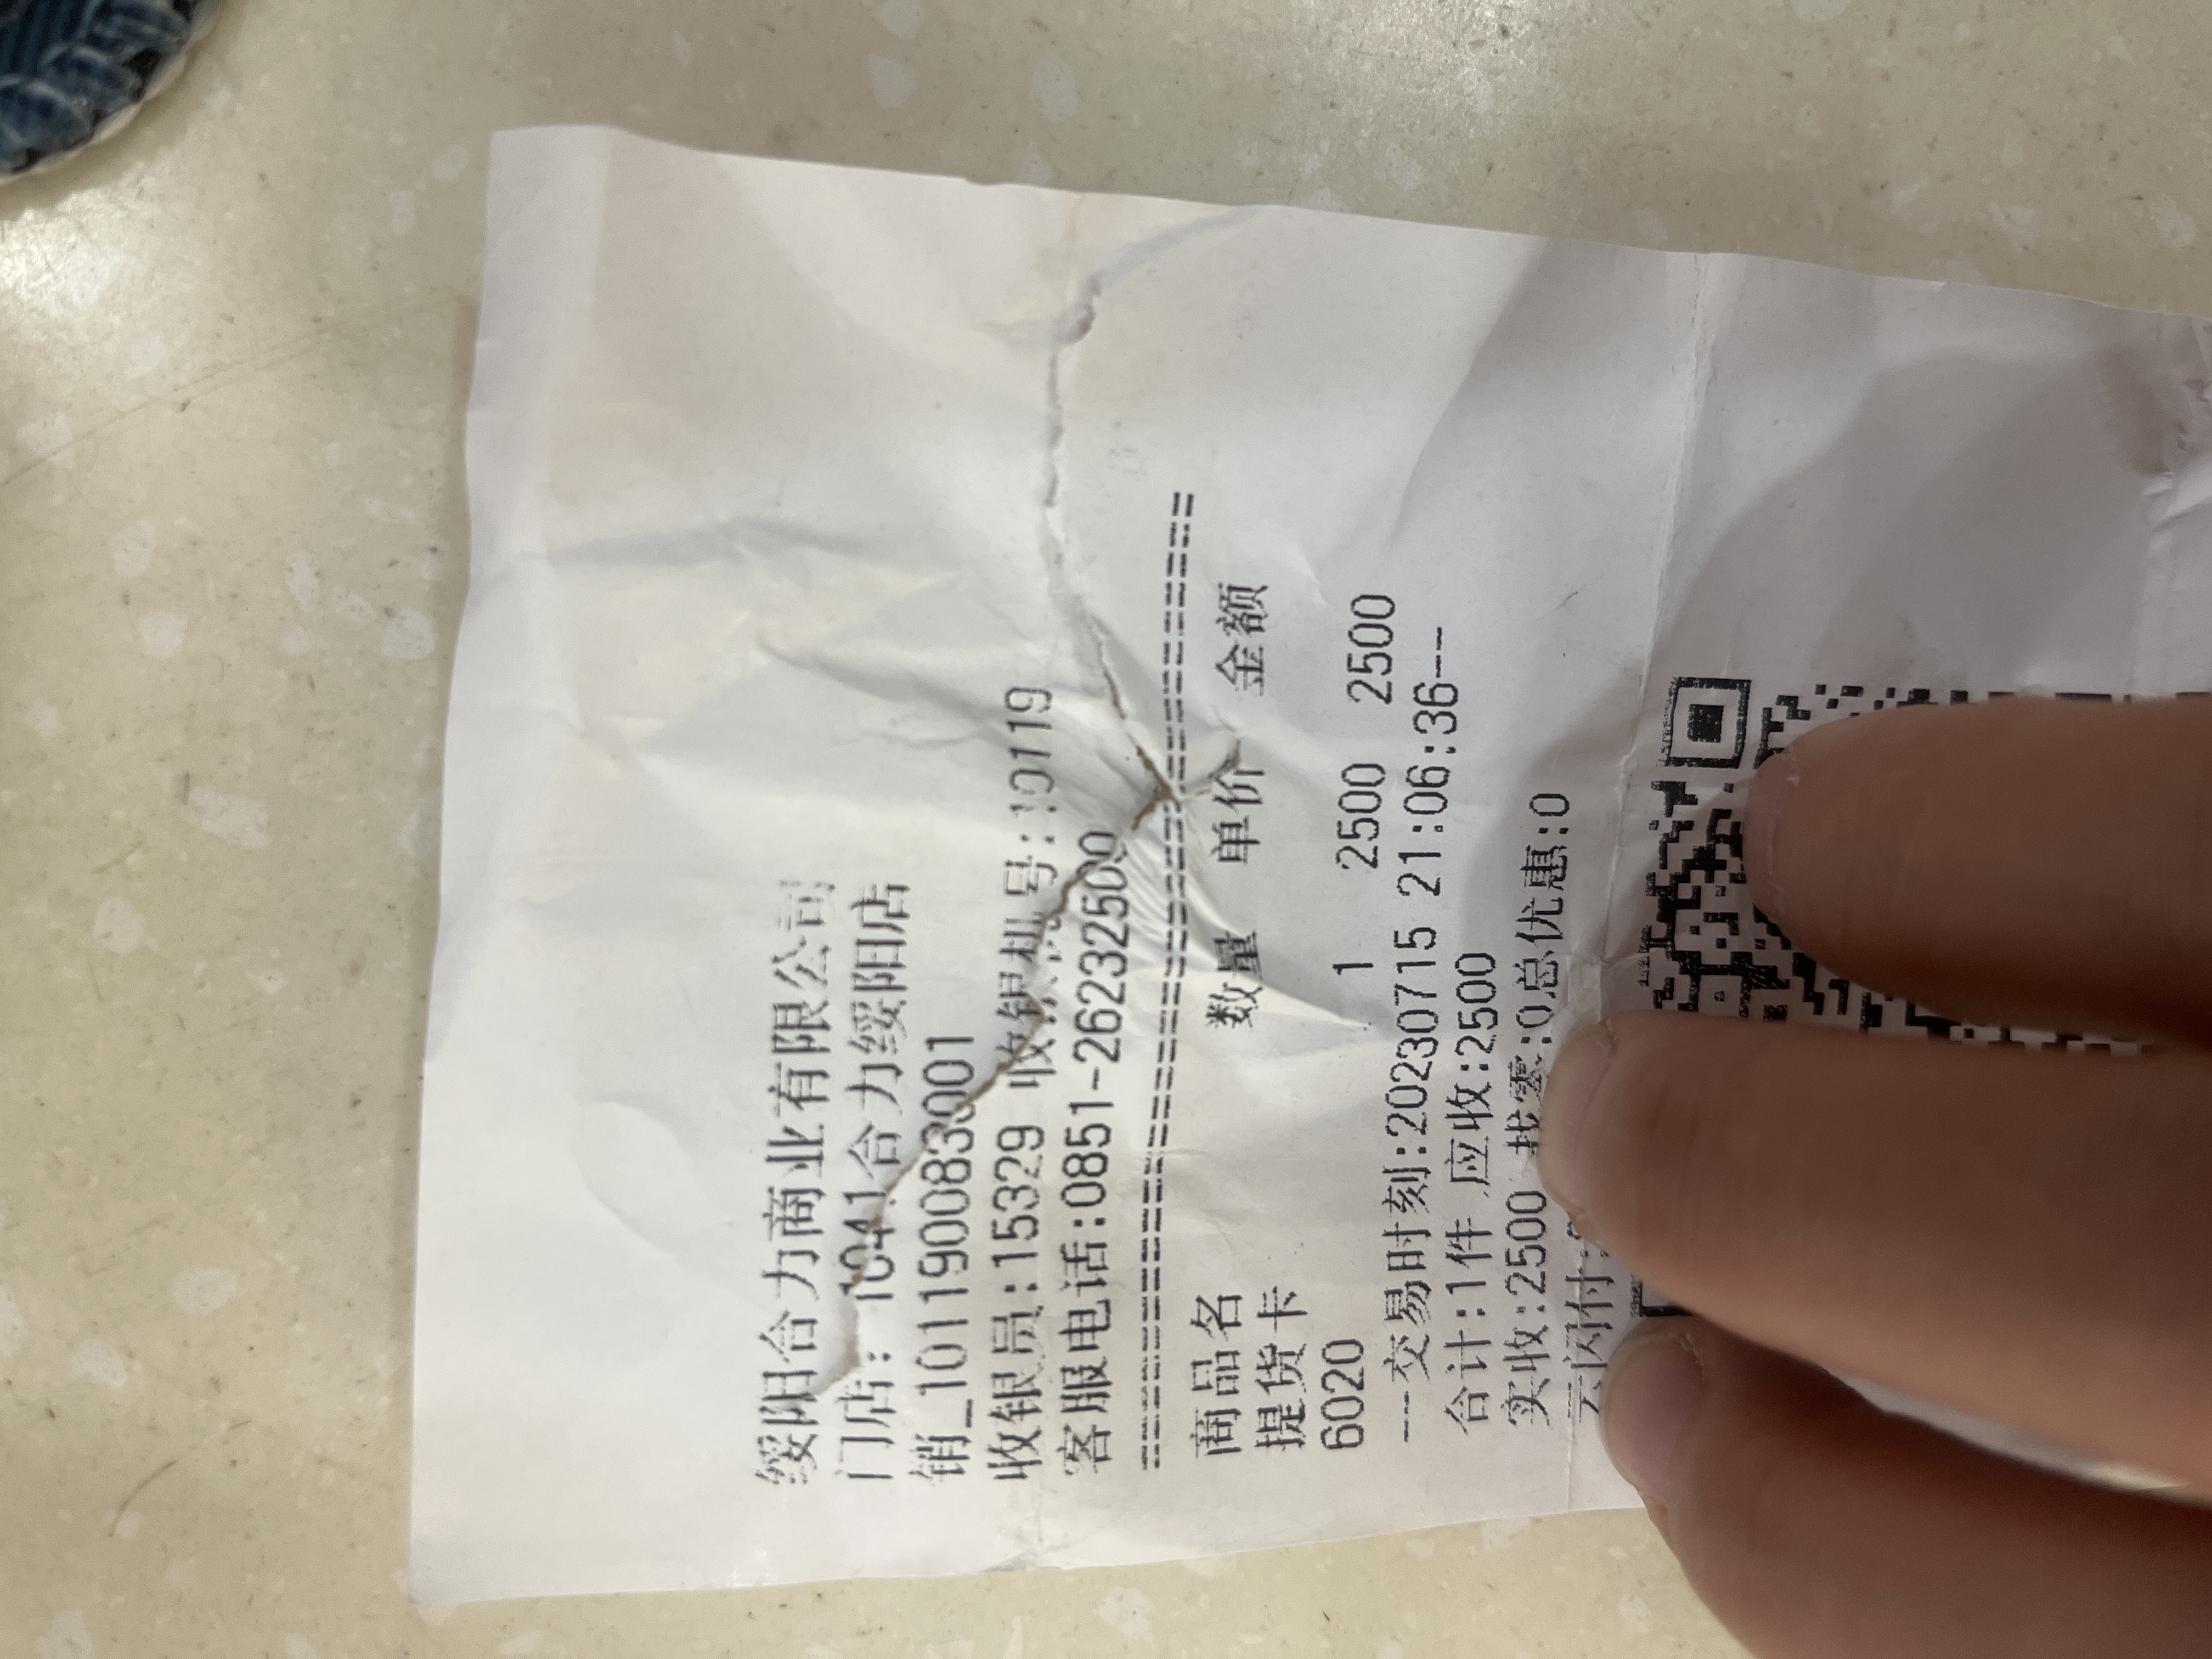 绥阳合力商业有限公司
门店: 1041合力绥阳店
销_101190083001
收银员:15329 收银机号:10119
客服电话:0851-26232500
================================
商品名 数量 单价 金额
提货卡
6020 1 2500 2500
---交易时刻:20230715 21:06:36--
合计:1件 应收:2500
实收:2500 找零:0总优惠:0
云闪付: